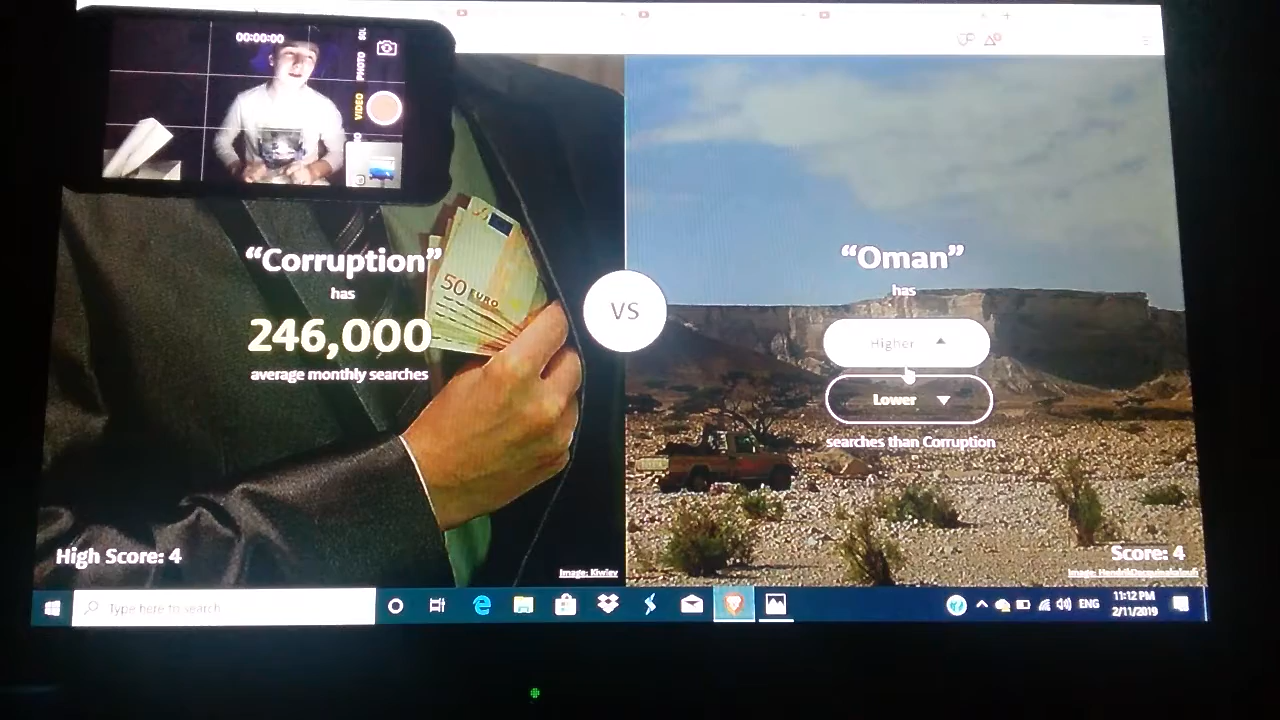 00:00:00
PHOTO
VIDEO
“Corruption”
has
246,000
average monthly searches
50 EURO
VS
“Oman”
has
Higher
Lower
searches than Corruption
High Score: 4
Score: 4
Type here to search
ENG
11:12 PM
2/11/2019